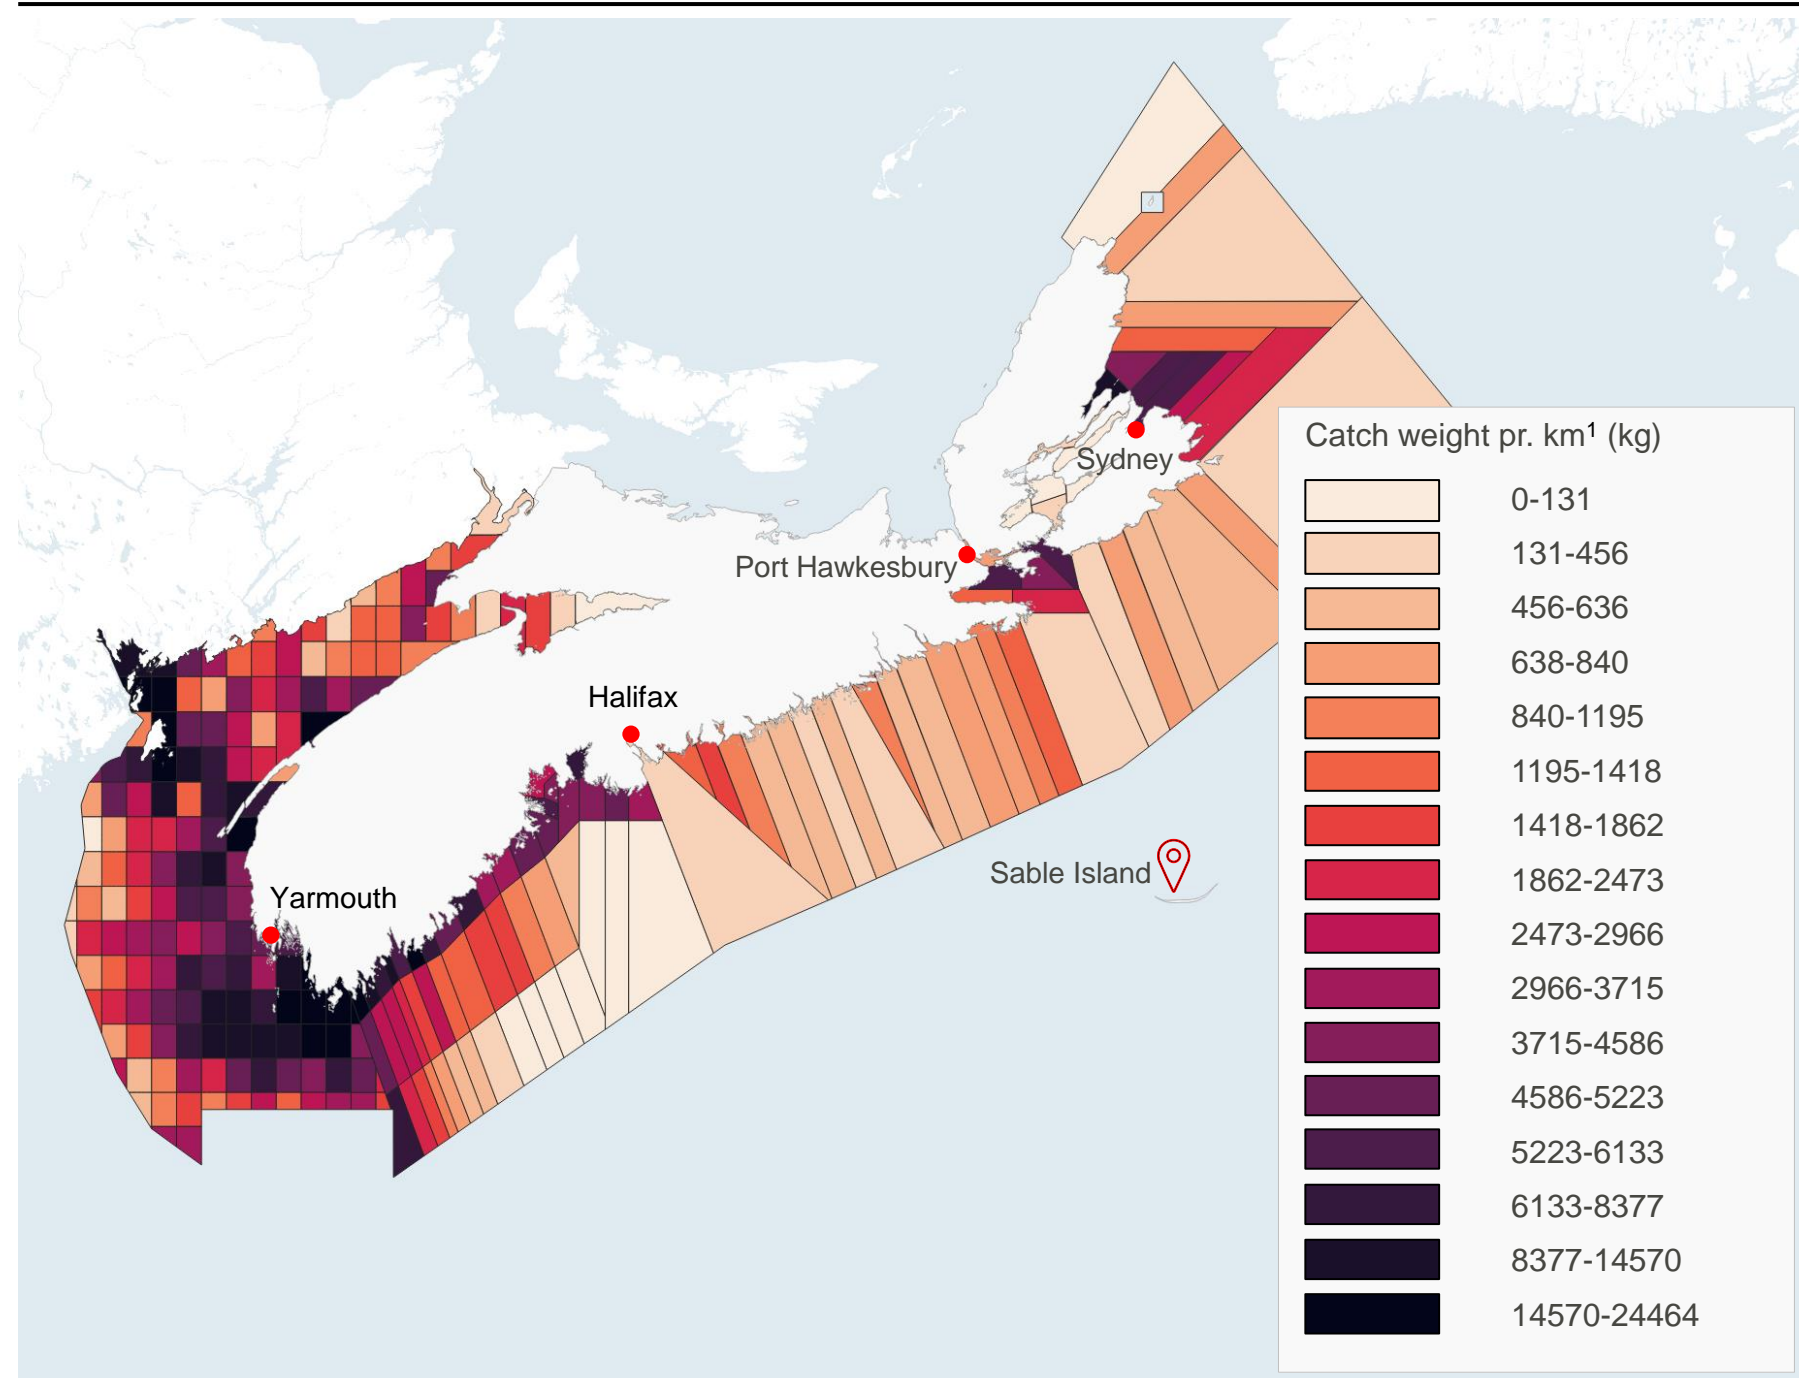 Catch weight pr. km¹ (kg)
Sydney
0-131
131-456
Port Hawkesbury
456-636
638-840
Halifax
840-1195
1195-1418
1418-1862
Sable Island
1862-2473
Yarmouth
2473-2966
2966-3715
3715-4586
4586-5223
5223-6133
6133-8377
8377-14570
14570-24464